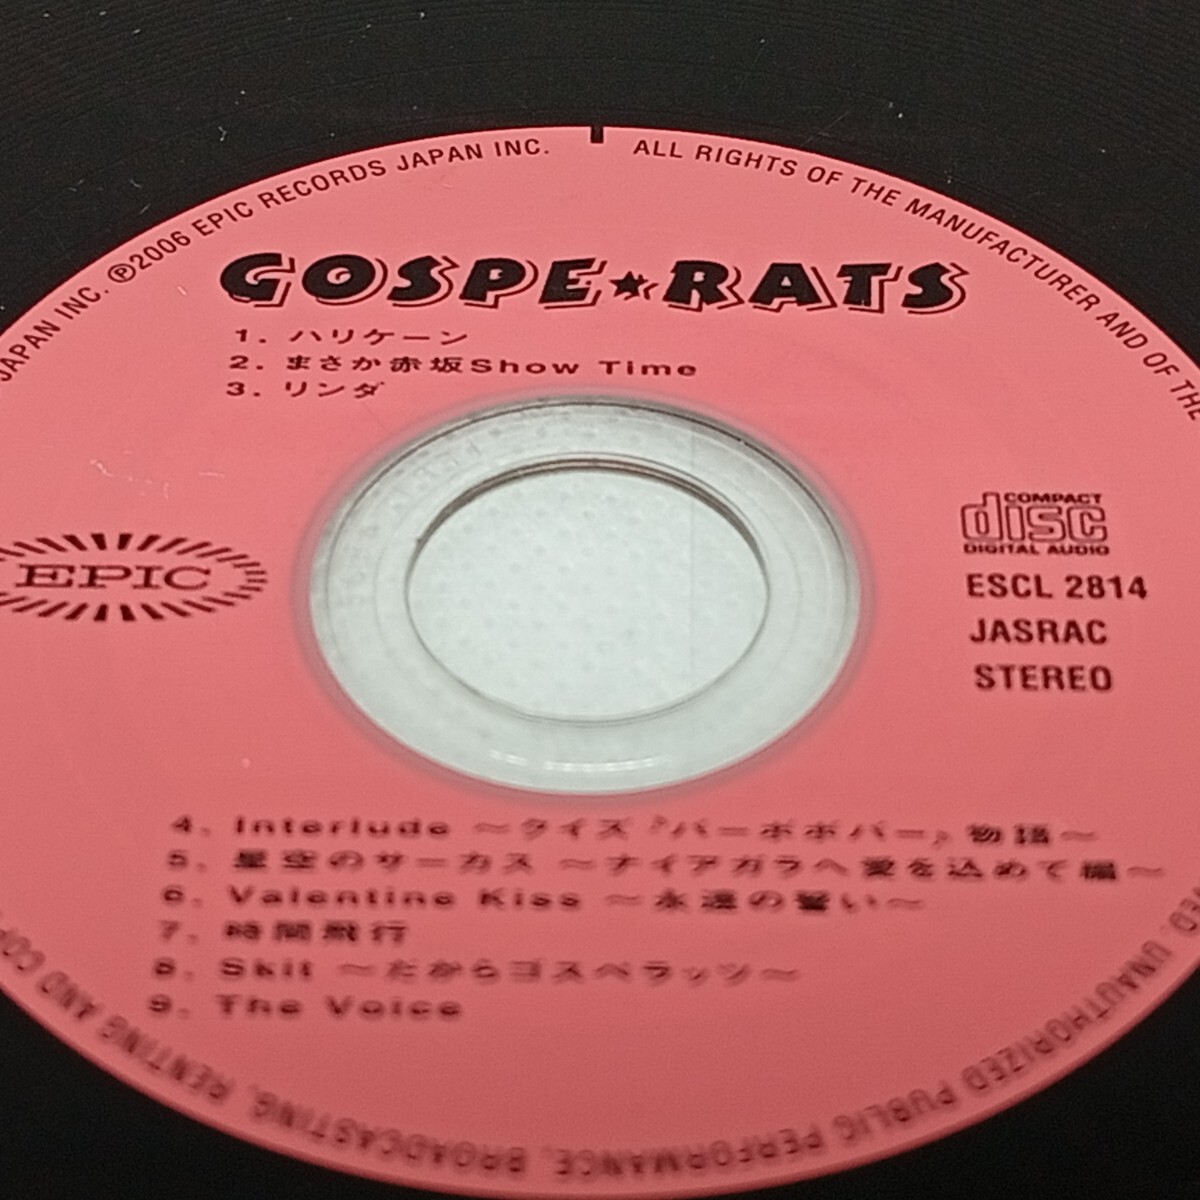 JAPAN INC. ℗2006 EPIC RECORDS JAPAN INC.
ALL RIGHTS OF THE MANUFACTURER AND OF THE
GOSPE★RATS
1. ハリケーン
2. まさか赤坂Show Time
3. リンダ
EPIC
COMPACT
disc
DIGITAL AUDIO
ESCL 2814
JASRAC
STEREO
4. Interlude 〜クイズ『バーボボバー』物語〜
5. 星空のサーカス 〜ナイアガラへ愛を込めて編〜
6. Valentine Kiss 〜永遠の誓い〜
7. 時間飛行
8. Skit 〜だからゴスペラッツ〜
9. The Voice
UNAUTHORIZED PUBLIC PERFORMANCE, BROADCASTING, RENTING AND